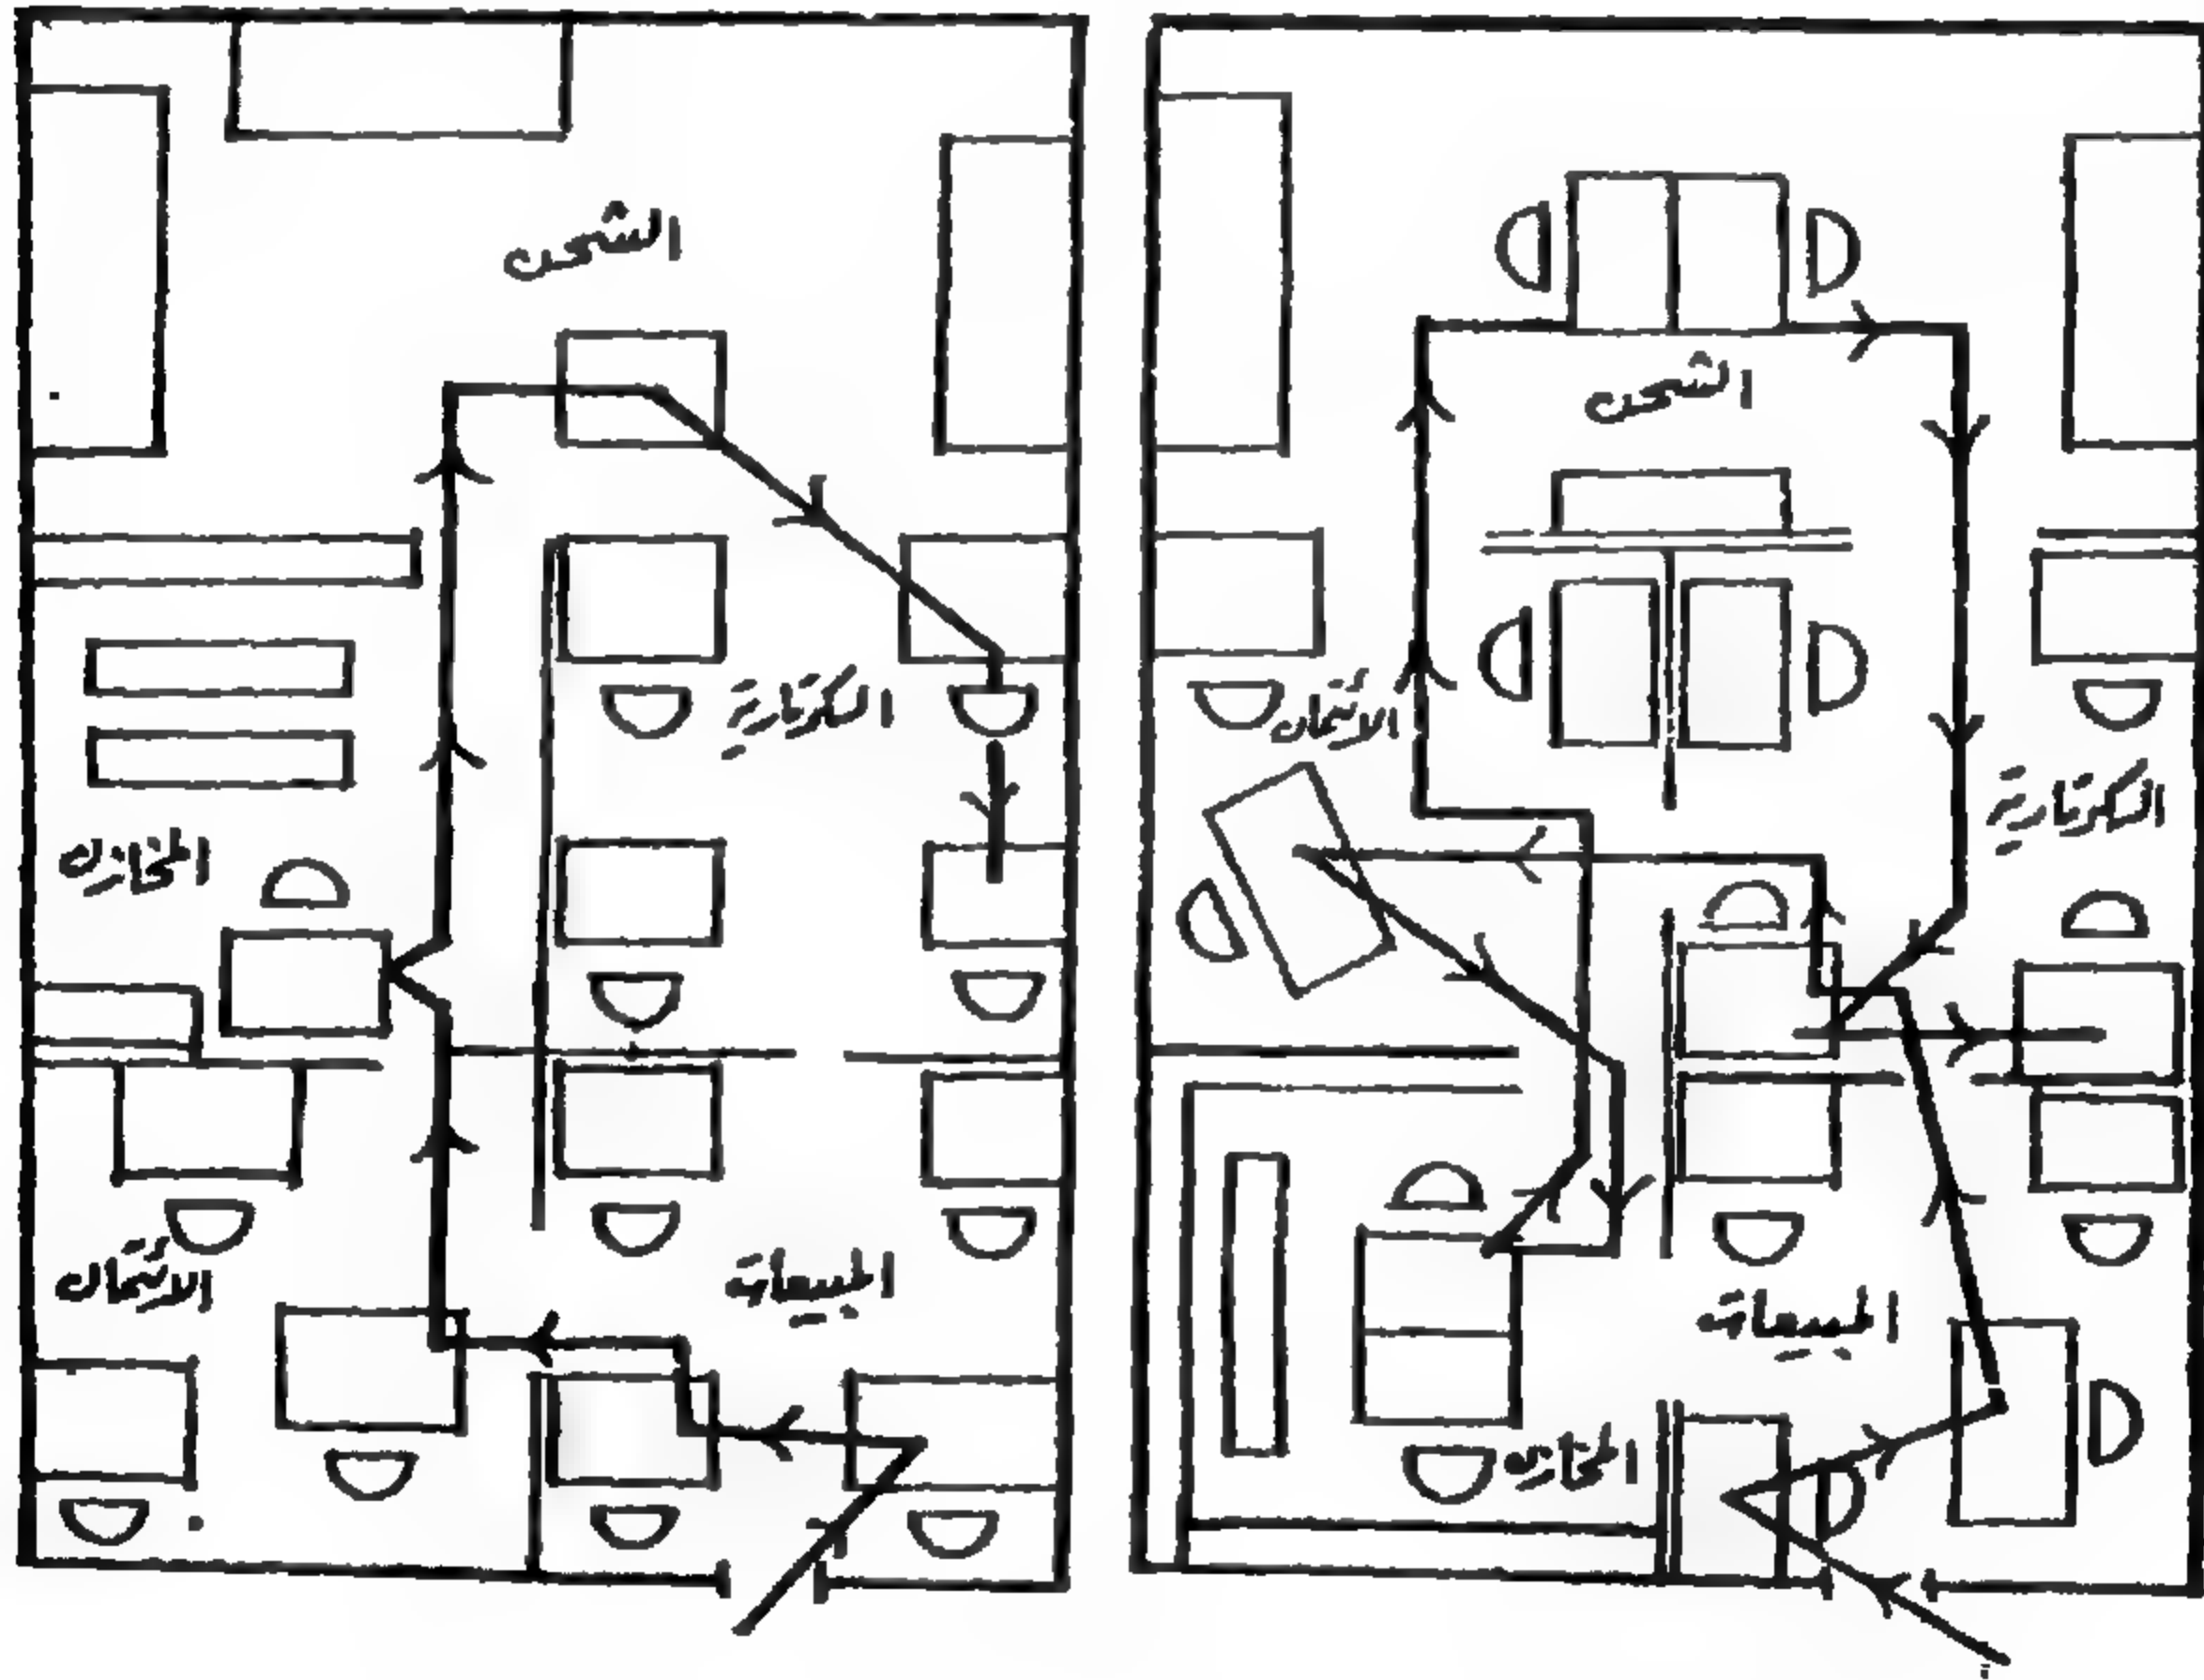 الشحن
السكرتارية
المخازن
الائتمان
المبيعات
الشحن
الائتمان
السكرتارية
المبيعات
المخازن